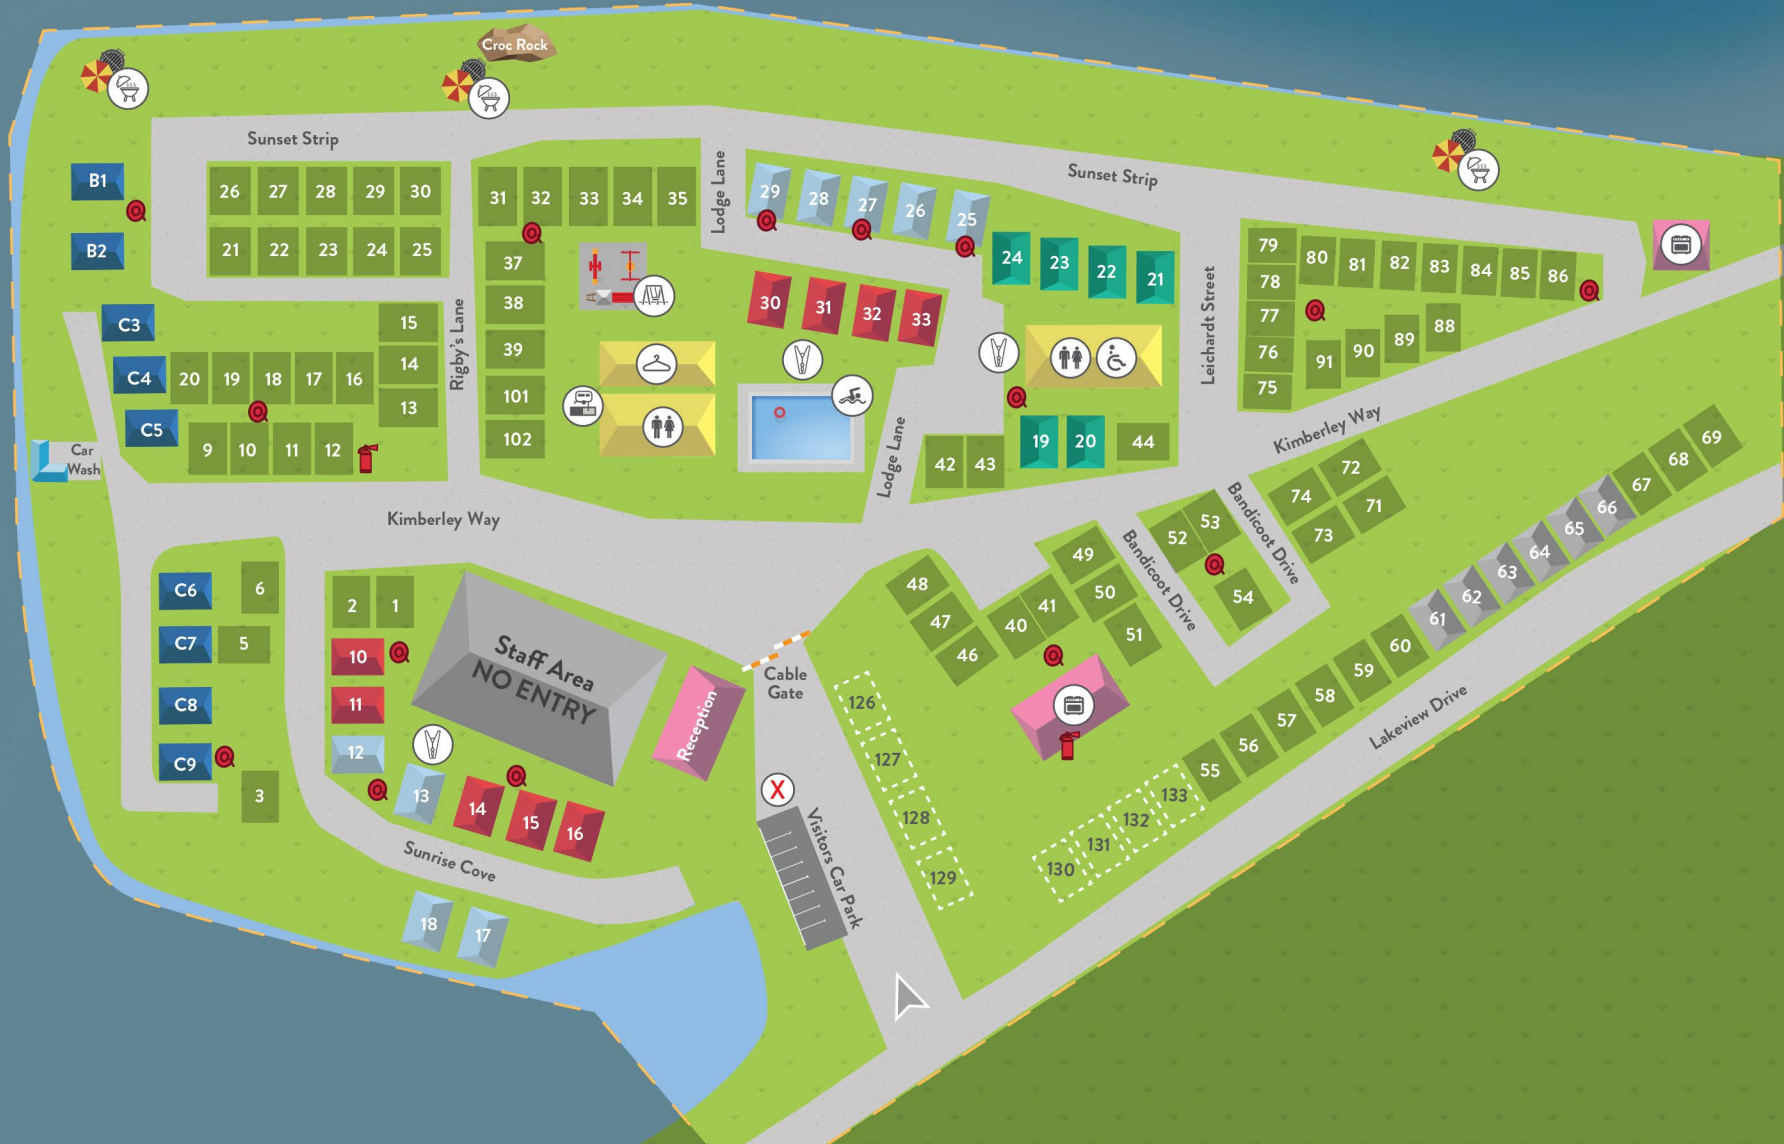 Croc Rock
Sunset Strip
Sunset Strip
Lodge Lane
B1
B2
26 27 28 29 30
21 22 23 24 25
31 32 33 34 35
29 28 27 26 25
24 23 22 21
79 80 81 82 83 84 85 86
78
77
76
75
91 90 89 88
Leichardt Street
37
38
39
101
102
30 31 32 33
Rigby's Lane
C3
C4
C5
15
14
13
20 19 18 17 16
9 10 11 12
Car
Wash
Lodge Lane
42 43
19 20
44
Kimberley Way
Kimberley Way
72
74
71
73
69
68
67
66
65
64
63
62
61
60
59
58
57
56
55
52 53
54
Bandicoot Drive
Bandicoot Drive
49
50
51
41
40
48
47
46
C6
C7
C8
C9
6
5
3
2 1
10
11
12
13
14
15
16
Staff Area
NO ENTRY
Reception
Cable
Gate
126
127
128
129
133
132
131
130
X
Visitors Car Park
Lakeview Drive
Sunrise Cove
18
17